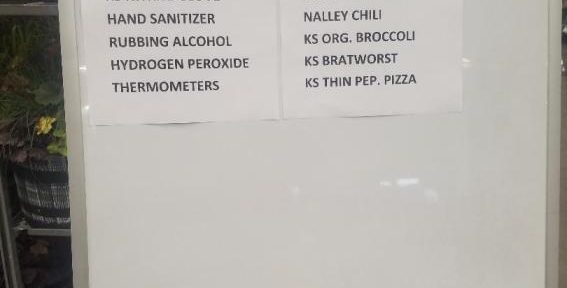 HAND SANITIZER
RUBBING ALCOHOL
HYDROGEN PEROXIDE
THERMOMETERS
NALLEY CHILI
KS ORG. BROCCOLI
KS BRATWORST
KS THIN PEP. PIZZA